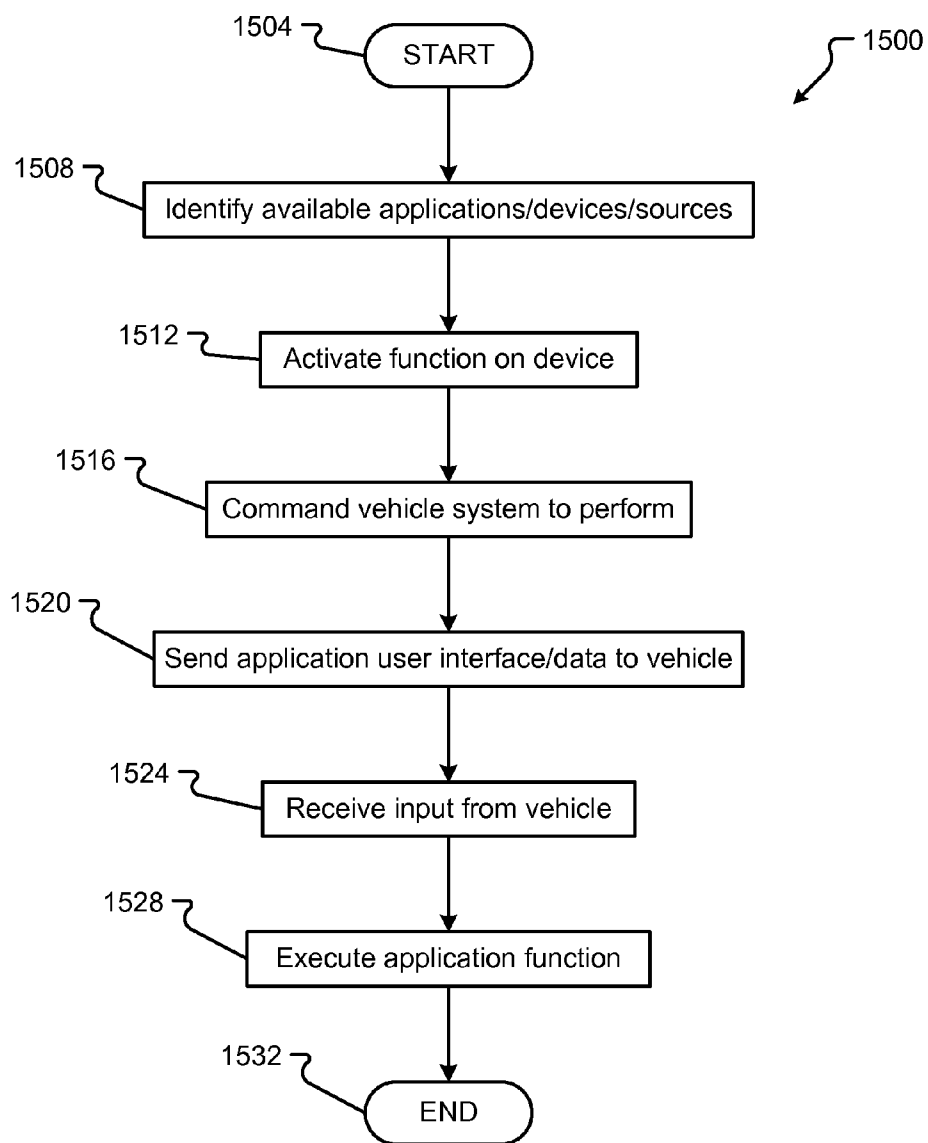 1504
START
1500
1508
Identify available applications/devices/sources
1512
Activate function on device
1516
Command vehicle system to perform
1520
Send application user interface/data to vehicle
1524
Receive input from vehicle
1528
Execute application function
1532
END